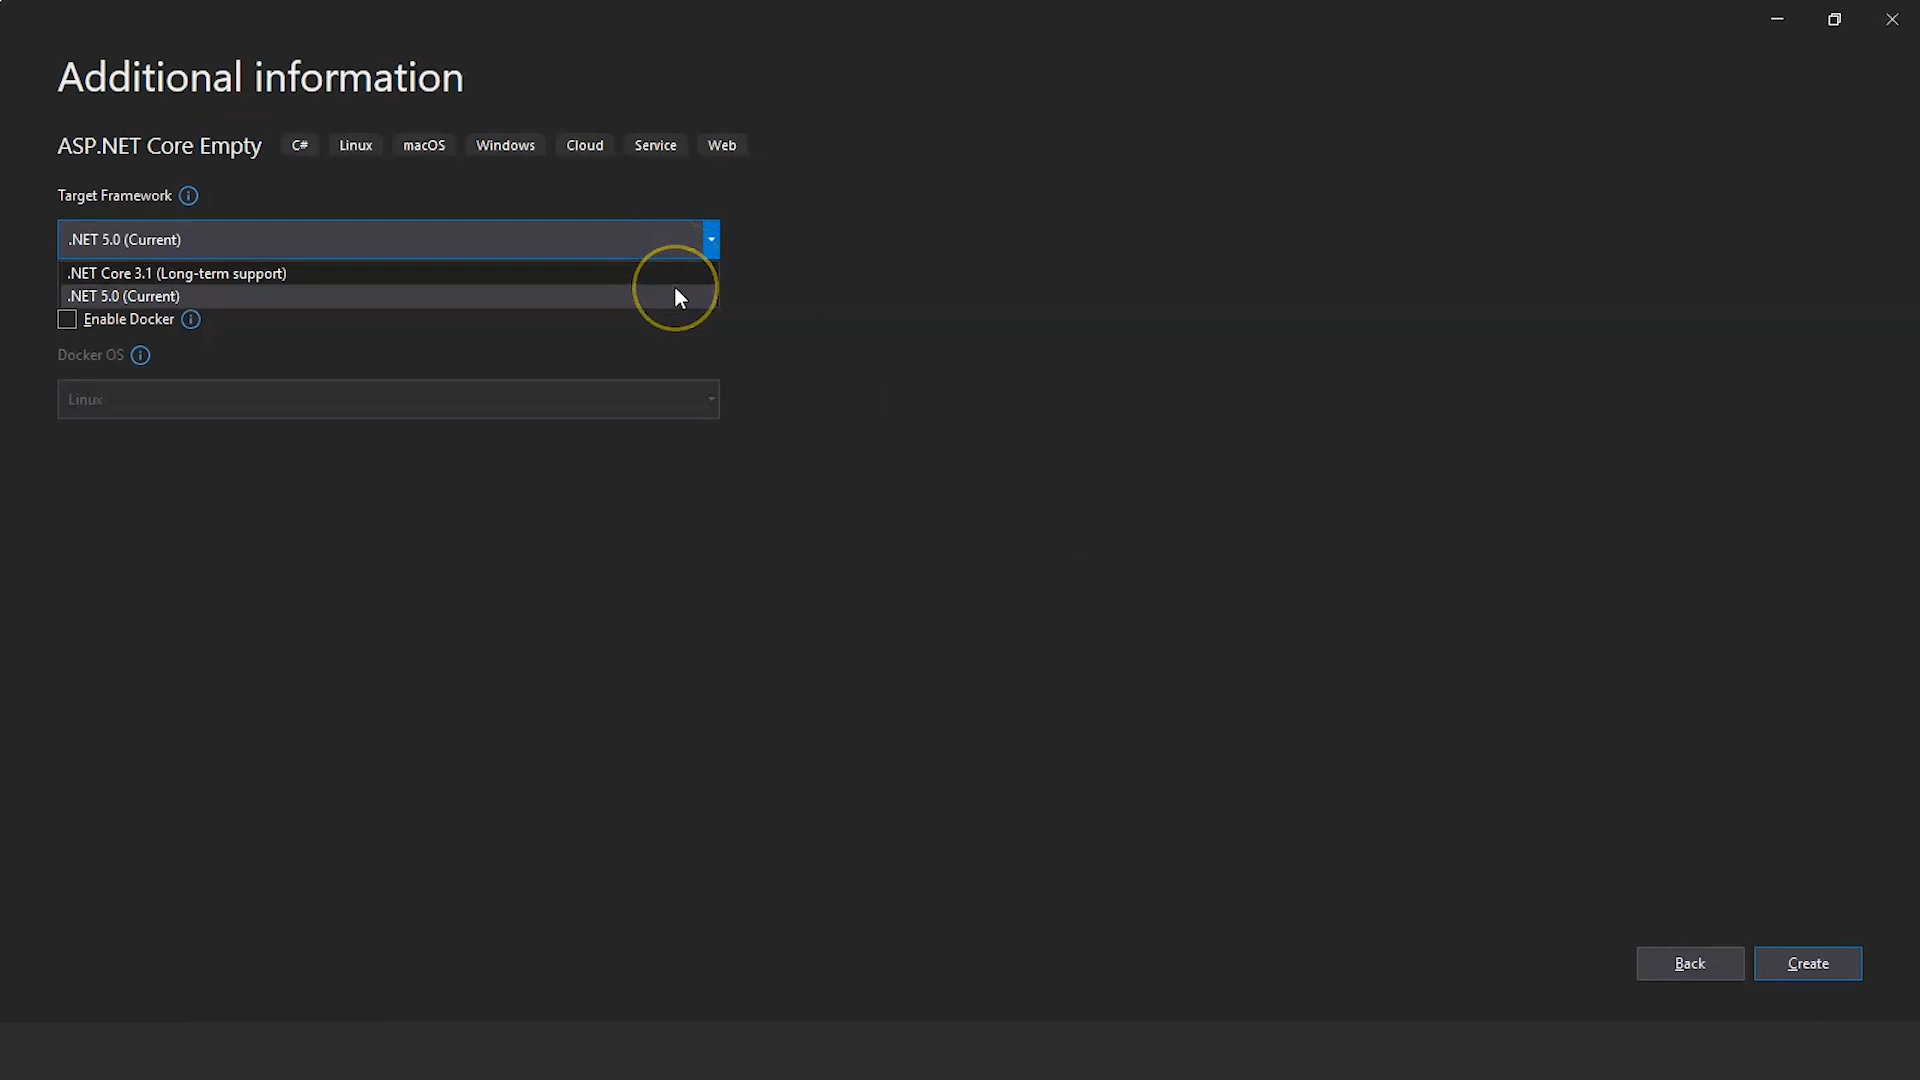 Additional information
ASP.NET Core Empty C# Linux macOS Windows Cloud Service Web
Target Framework
.NET 5.0 (Current)
.NET Core 3.1 (Long-term support)
.NET 5.0 (Current)
Enable Docker
Docker OS
Linux
Back Create